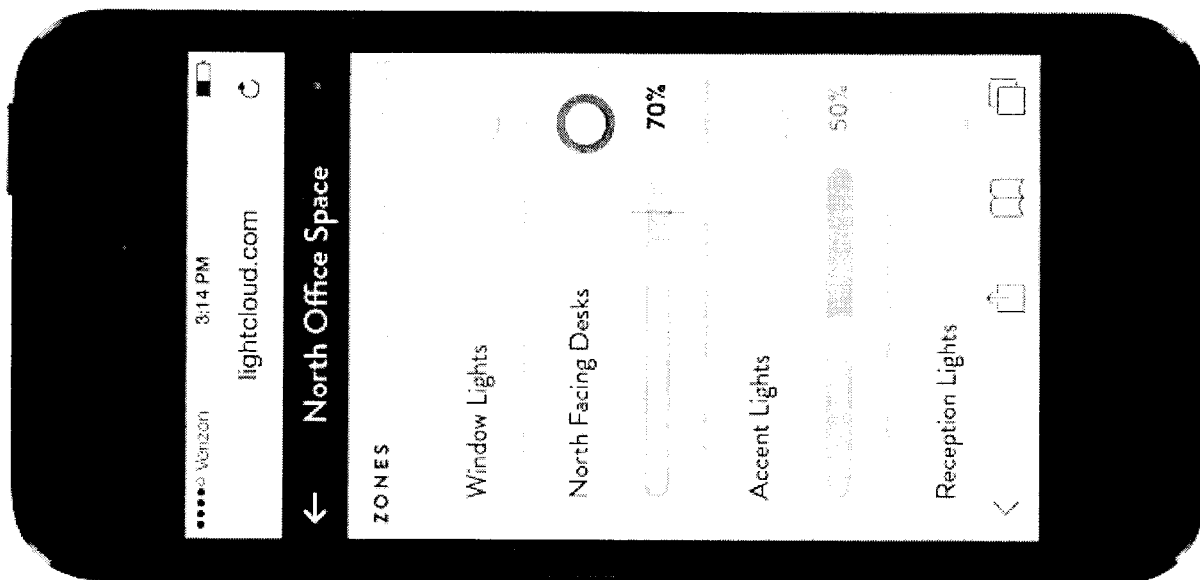 Verizon 3:14 PM
lightcloud.com
North Office Space
ZONES
Window Lights
North Facing Desks
70%
Accent Lights
50%
Reception Lights